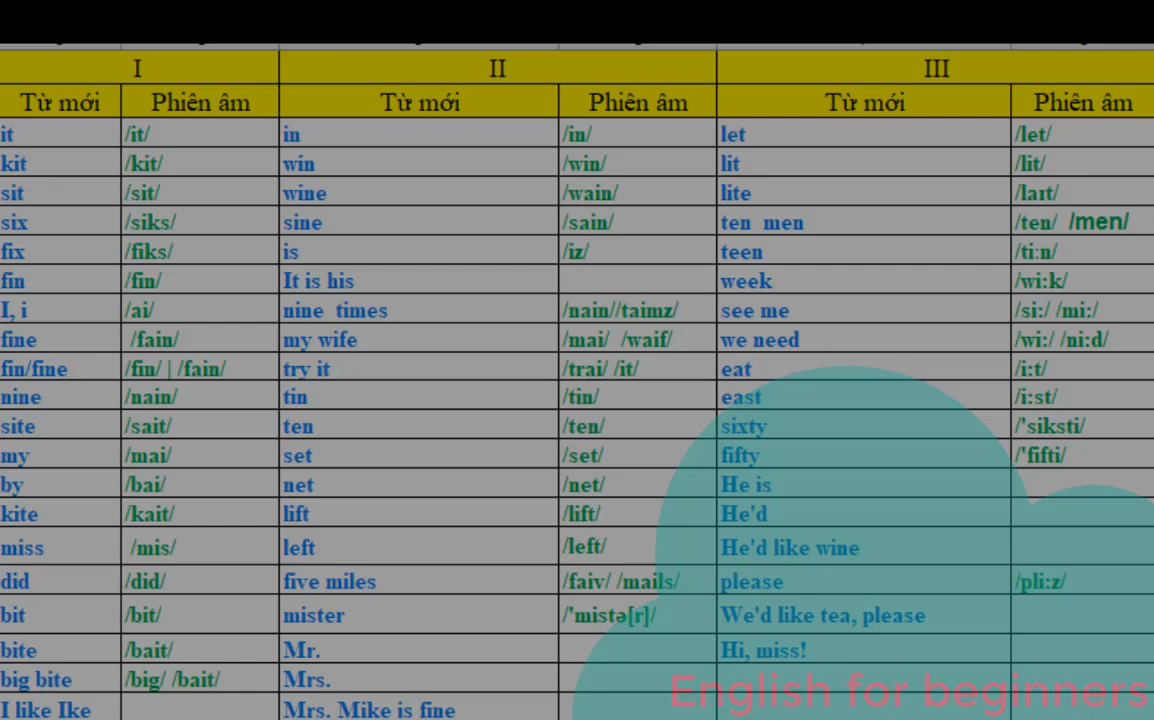 I II III
Từ mới Phiên âm Từ mới Phiên âm Từ mới Phiên âm
it /it/ in /in/ let /let/
kit /kit/ win /win/ lit /lit/
sit /sit/ wine /wain/ lite /laɪt/
six /siks/ sine /sain/ ten men /ten/ /men/
fix /fiks/ is /iz/ teen /ti:n/
fin /fin/ It is his week /wi:k/
I, i /ai/ nine times /nain//taimz/ see me /si:/ /mi:/
fine /fain/ my wife /mai/ /waif/ we need /wi:/ /ni:d/
fin/fine /fin/ | /fain/ try it /trai/ /it/ eat /i:t/
nine /nain/ tin /tin/ east /i:st/
site /sait/ ten /ten/ sixty /'siksti/
my /mai/ set /set/ fifty /'fifti/
by /bai/ net /net/ He is
kite /kait/ lift /lift/ He'd
miss /mis/ left /left/ He'd like wine
did /did/ five miles /faiv/ /mails/ please /pli:z/
bit /bit/ mister /'mistə[r]/ We'd like tea, please
bite /bait/ Mr. Hi, miss!
big bite /big/ /bait/ Mrs.
I like Ike Mrs. Mike is fine
English for beginners